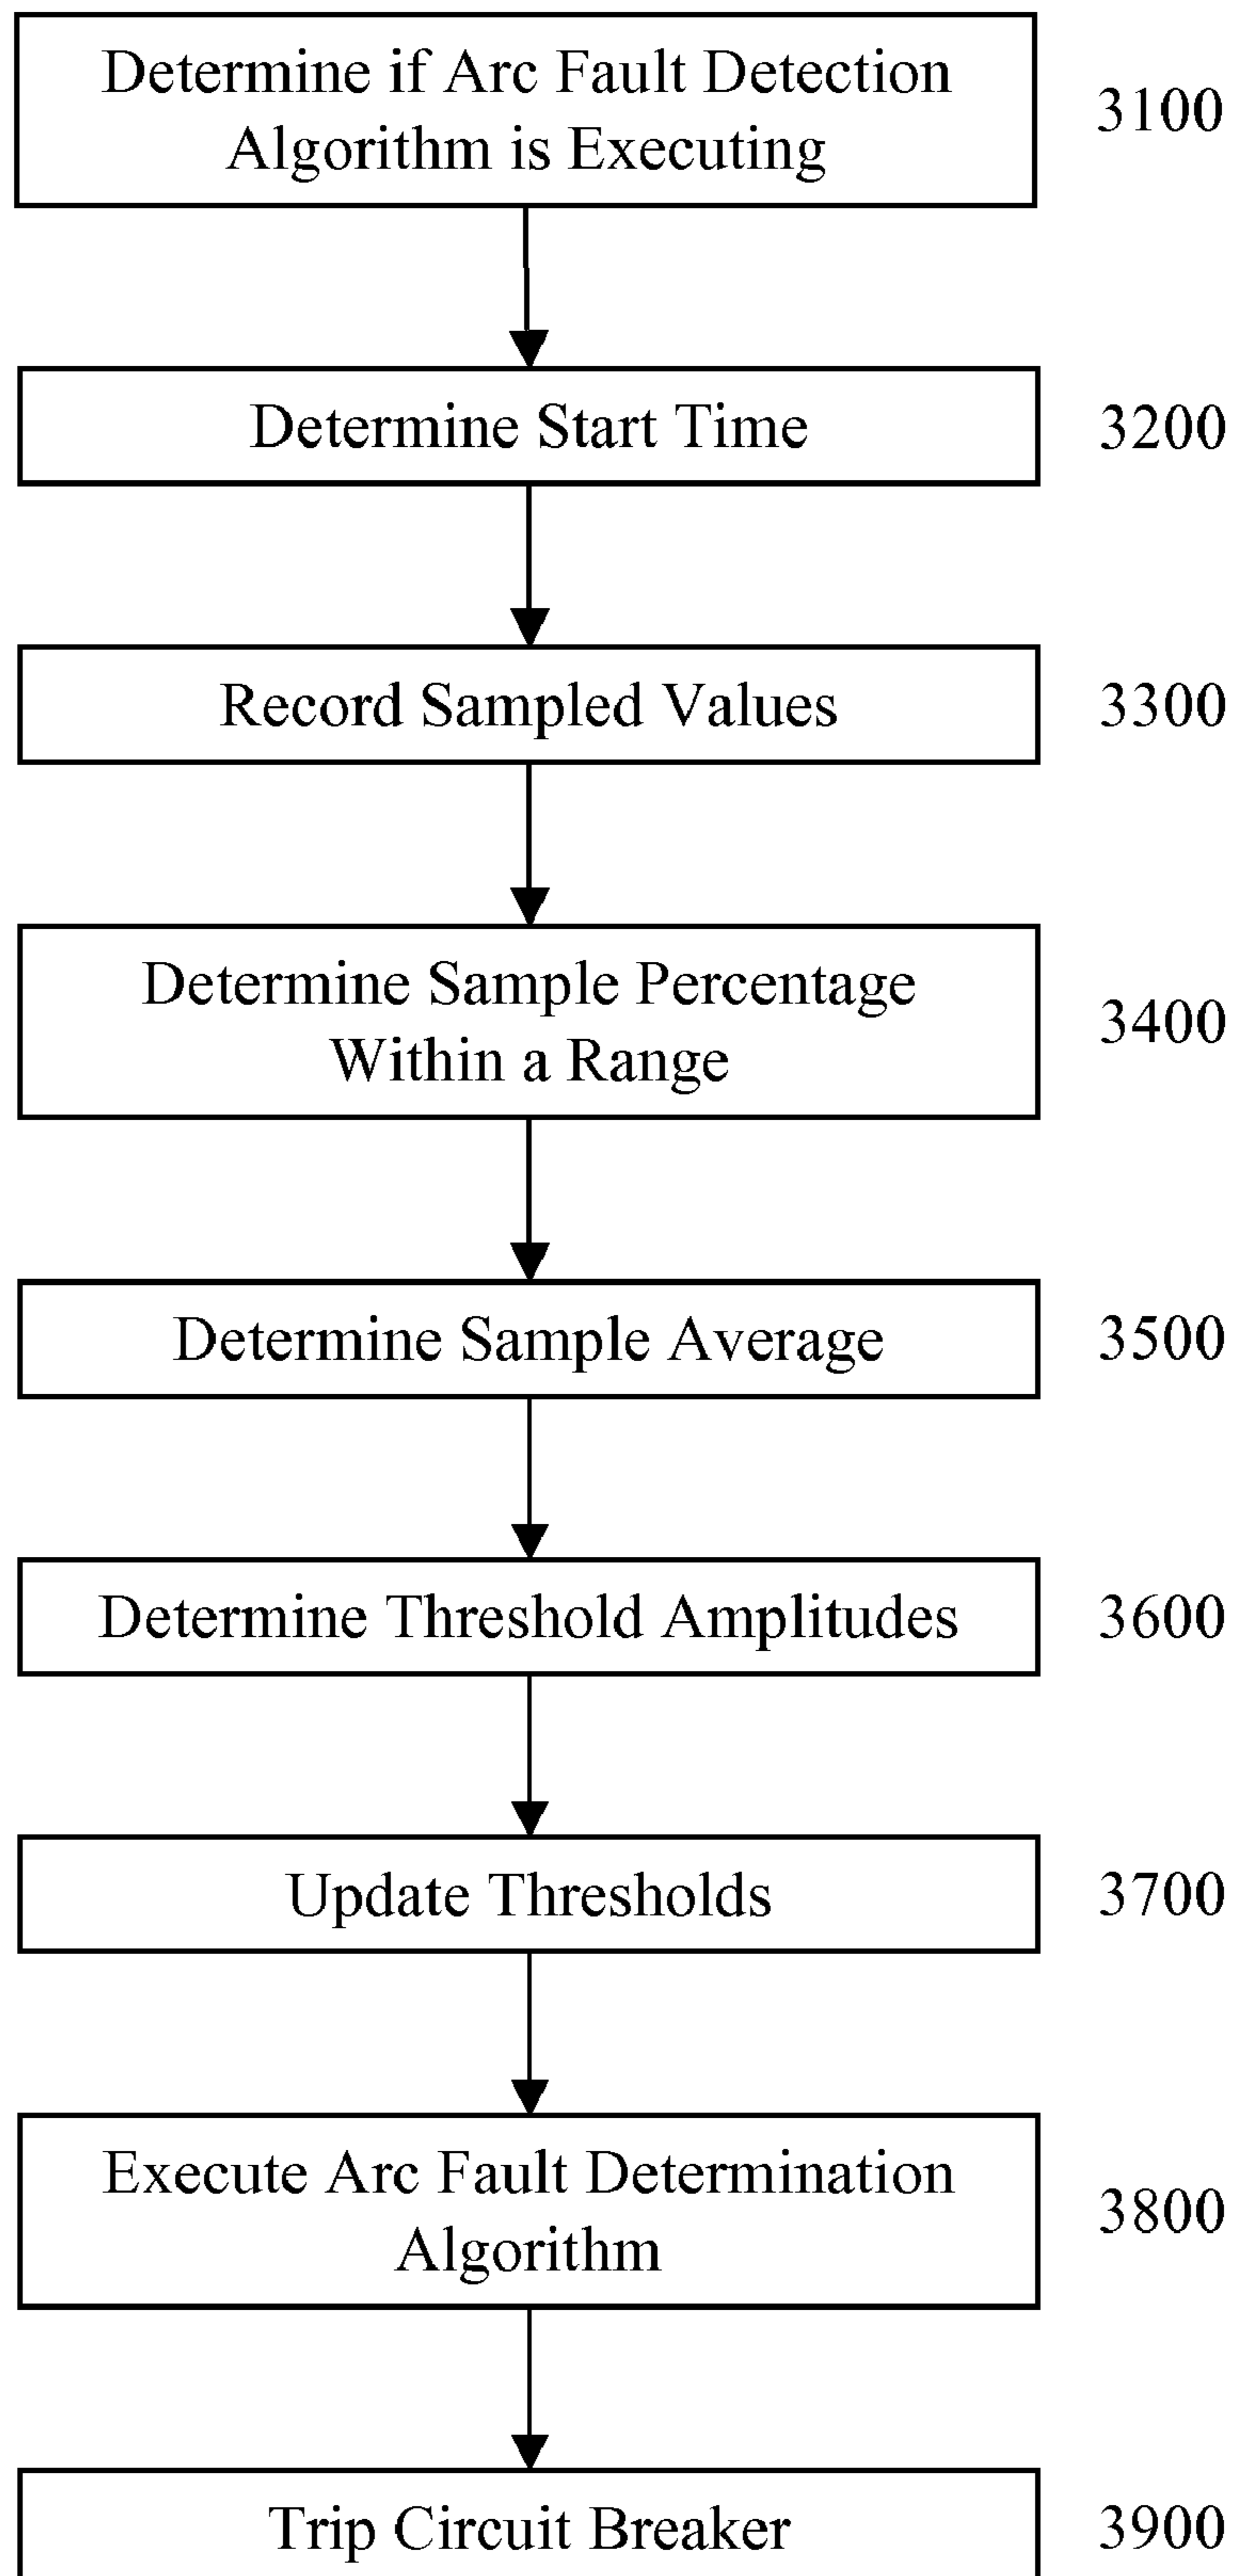 Determine if Arc Fault Detection
Algorithm is Executing
3100
Determine Start Time
3200
Record Sampled Values
3300
Determine Sample Percentage
Within a Range
3400
Determine Sample Average
3500
Determine Threshold Amplitudes
3600
Update Thresholds
3700
Execute Arc Fault Determination
Algorithm
3800
Trip Circuit Breaker
3900